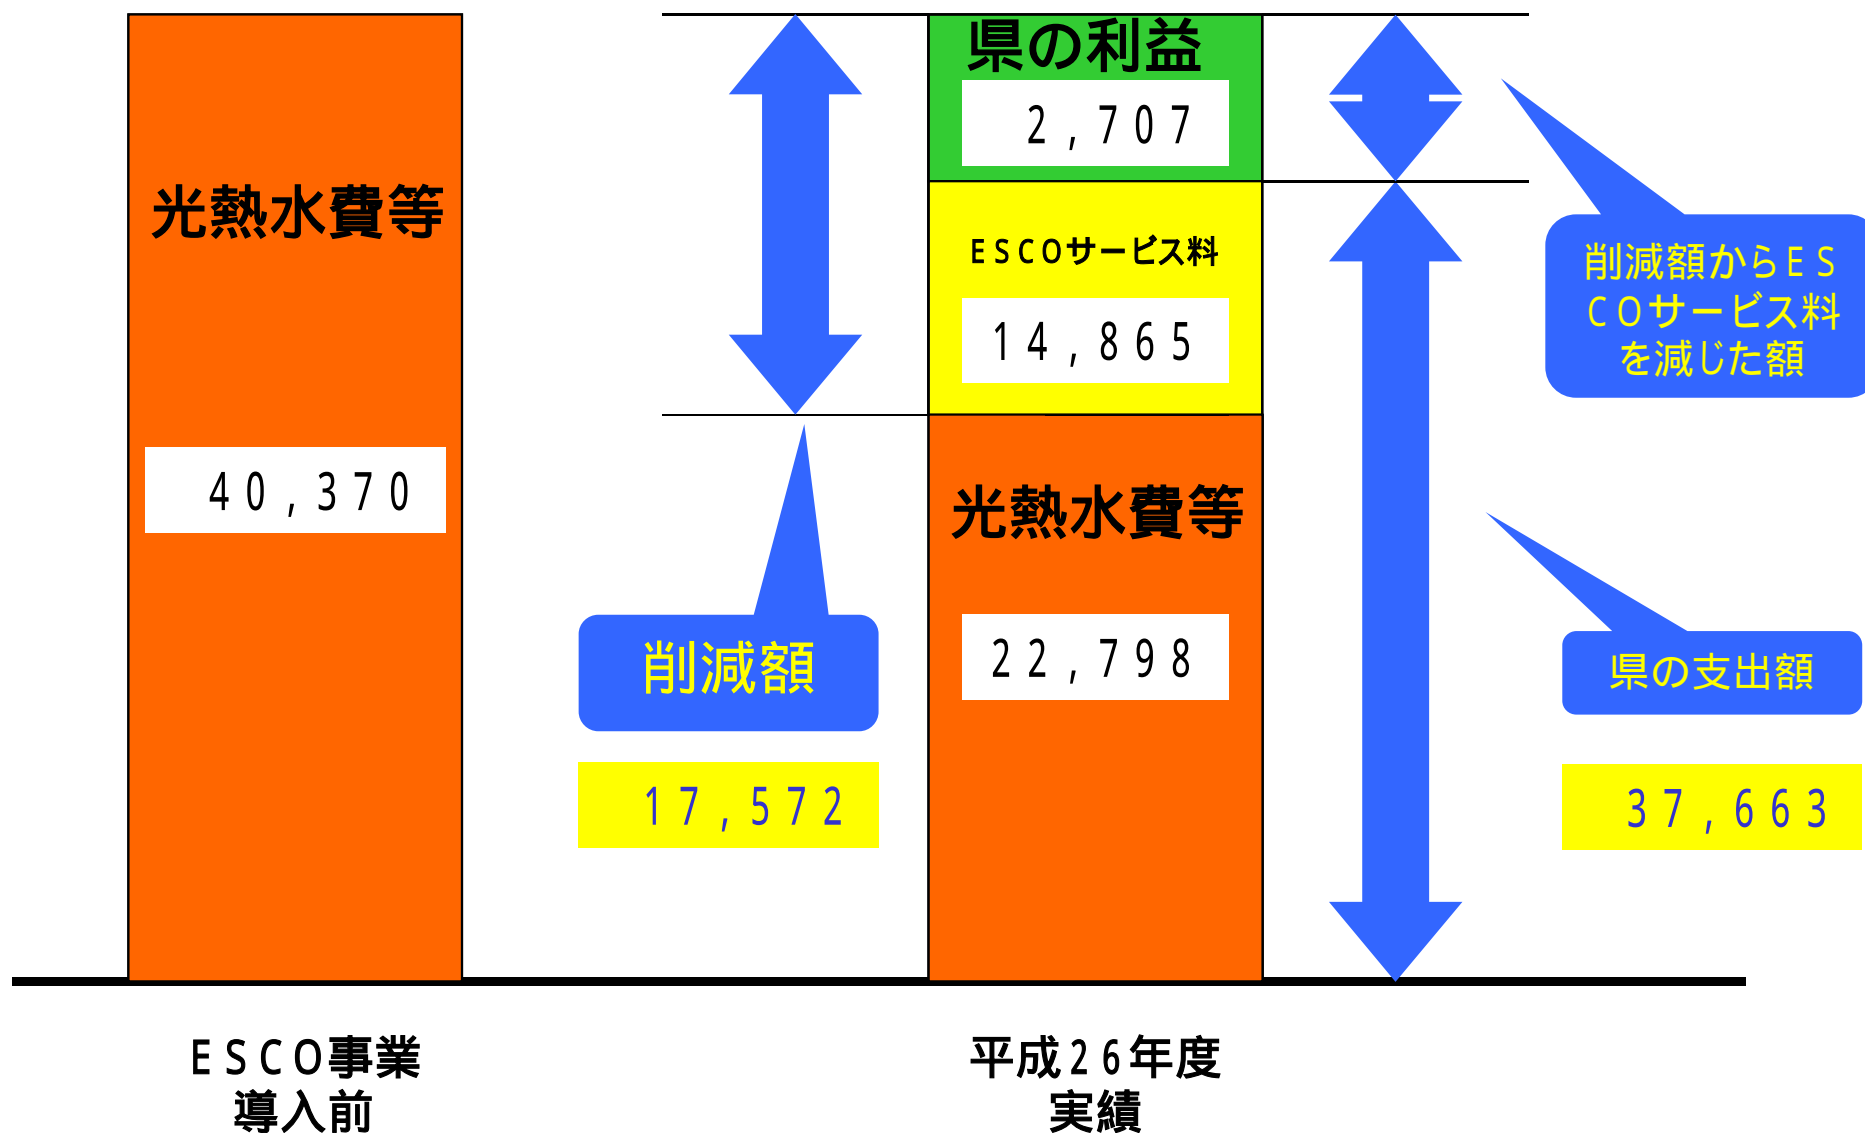 光熱水費等
４０，３７０
ＥＳＣＯ事業
導入前
削減額
１７，５７２
県の利益
２，７０７
ＥＳＣＯサービス料
１４，８６５
光熱水費等
２２，７９８
平成２６年度
実績
削減額からＥＳ
ＣＯサービス料
を減じた額
県の支出額
３７，６６３